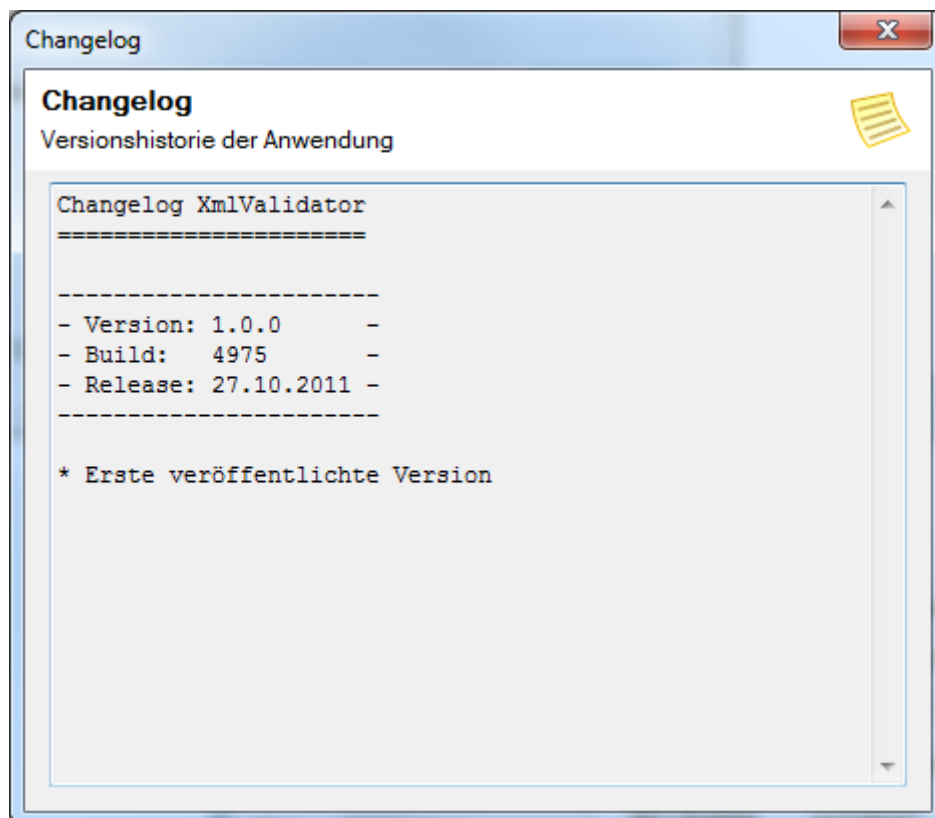 Changelog
Changelog
Versionshistorie der Anwendung
Changelog XmlValidator
======================
-----------------------
- Version: 1.0.0      -
- Build:   4975       -
- Release: 27.10.2011 -
-----------------------
* Erste veröffentlichte Version